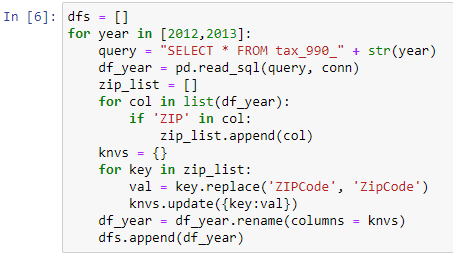 In [6]: dfs = []
for year in [2012,2013]:
    query = "SELECT * FROM tax_990_" + str(year)
    df_year = pd.read_sql(query, conn)
    zip_list = []
    for col in list(df_year):
        if 'ZIP' in col:
            zip_list.append(col)
    knvs = {}
    for key in zip_list:
        val = key.replace('ZIPCode', 'ZipCode')
        knvs.update({key:val})
    df_year = df_year.rename(columns = knvs)
    dfs.append(df_year)